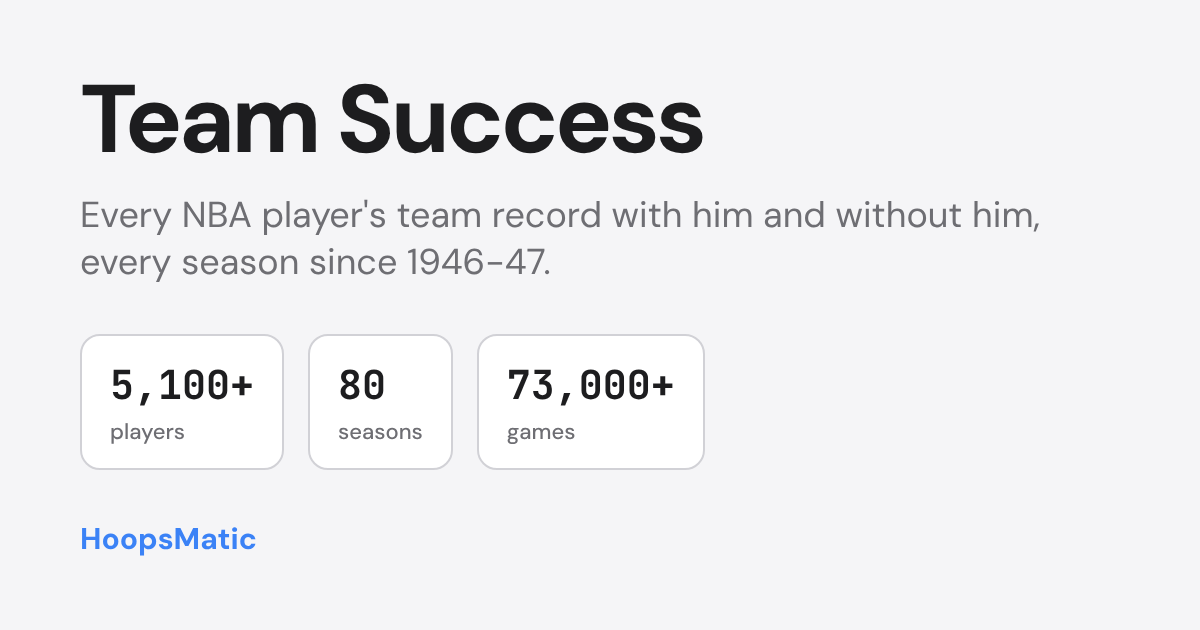 Team Success
Every NBA player's team record with him and without him,
every season since 1946–47.
5,100+
players
80
seasons
73,000+
games
HoopsMatic